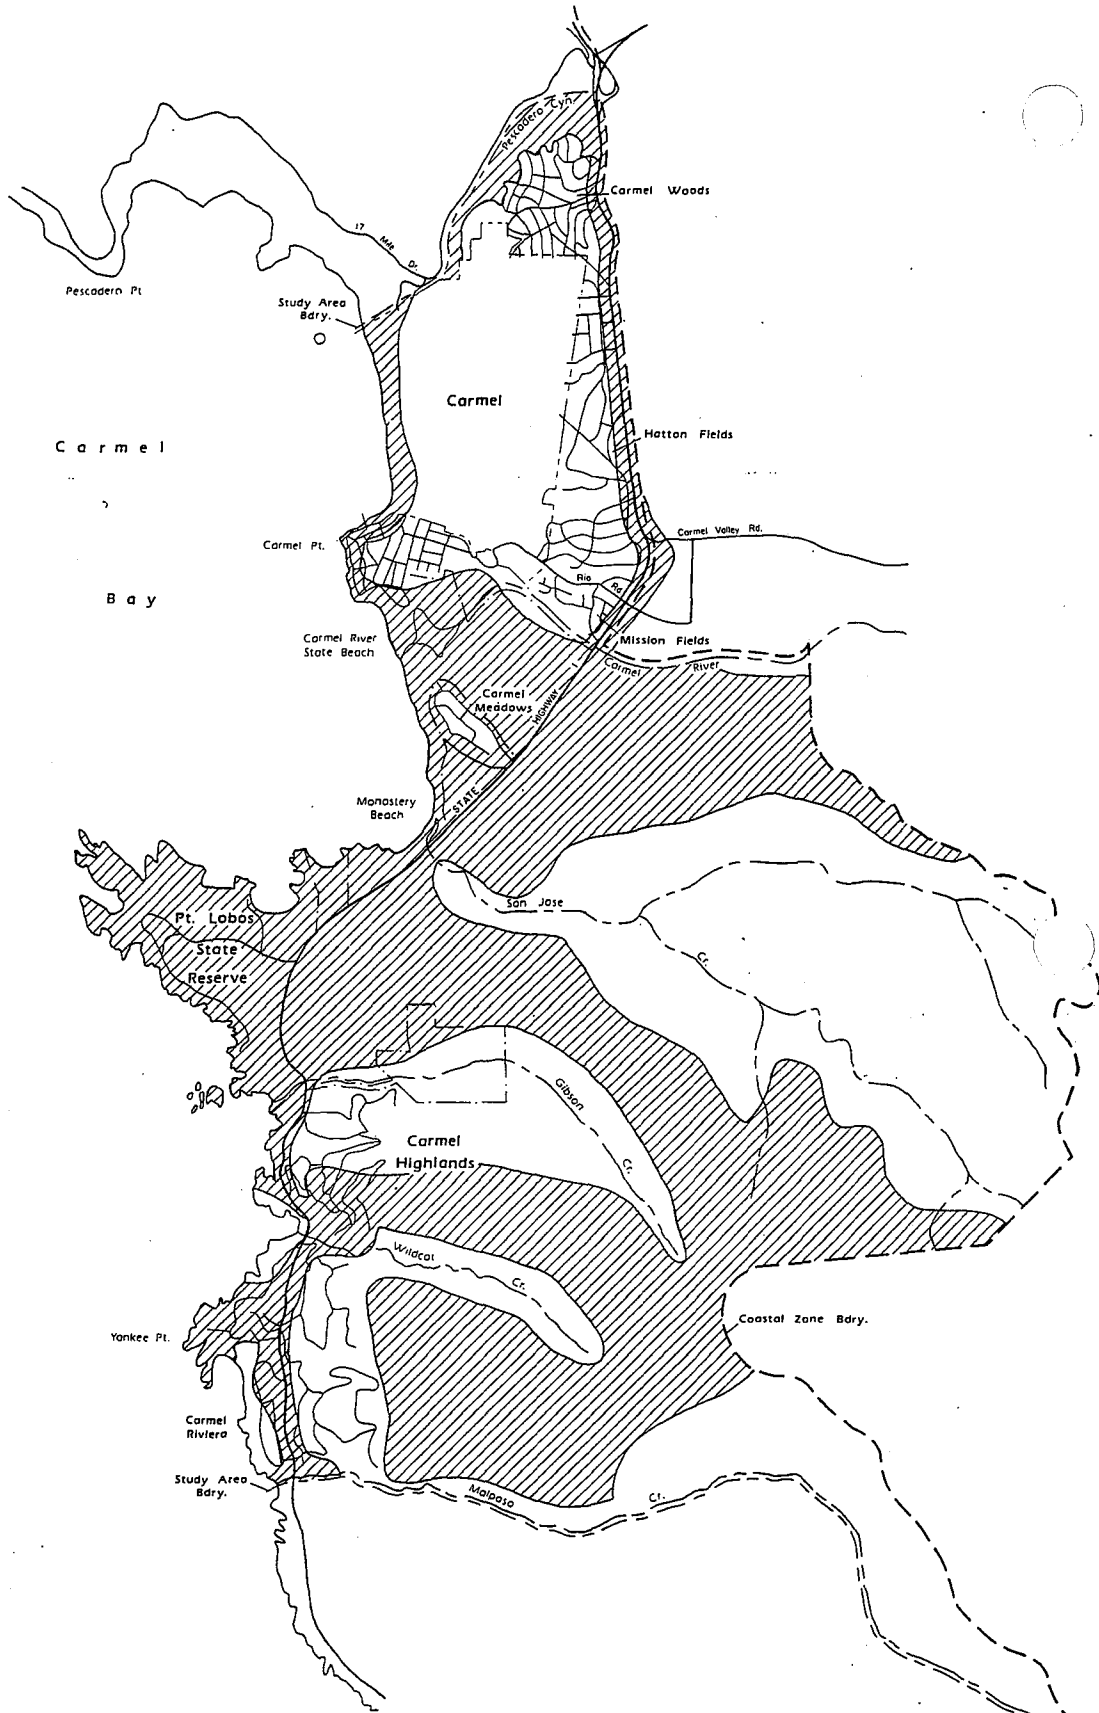 Pescadero Cyn.
Carmel Woods
17 Mile Dr.
Pescadero Pt
Study Area
Bdry.
Carmel
Hatton Fields
Carmel
Carmel Valley Rd.
Carmel Pt.
Rio Rd.
Bay
Mission Fields
Carmel River
State Beach
Carmel River
Carmel
Meadows
STATE HIGHWAY
Monastery
Beach
San Jose Cr.
Pt. Lobos
State
Reserve
Gibson Cr.
Carmel
Highlands
Wildcat Cr.
Coastal Zone Bdry.
Yankee Pt.
Carmel
Riviera
Study Area
Bdry.
Malpaso Cr.